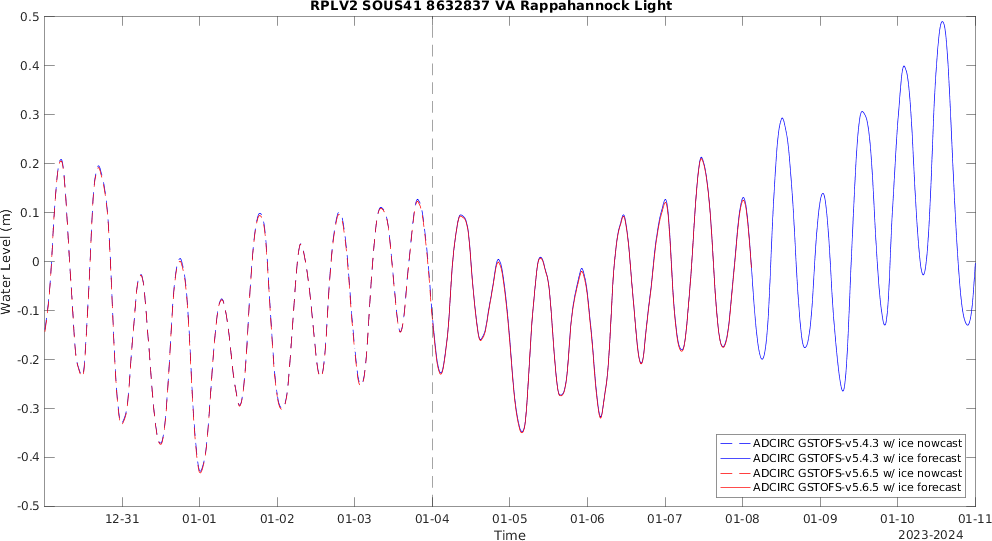 RPLV2 SOUS41 8632837 VA Rappahannock Light
0.5
0.4
0.3
0.2
0.1
0
-0.1
-0.2
-0.3
-0.4
-0.5
Water Level (m)
ADCIRC GSTOFS-v5.4.3 w/ ice nowcast
ADCIRC GSTOFS-v5.4.3 w/ ice forecast
ADCIRC GSTOFS-v5.6.5 w/ ice nowcast
ADCIRC GSTOFS-v5.6.5 w/ ice forecast
12-31 01-01 01-02 01-03 01-04 01-05 01-06 01-07 01-08 01-09 01-10 01-11
Time
2023-2024